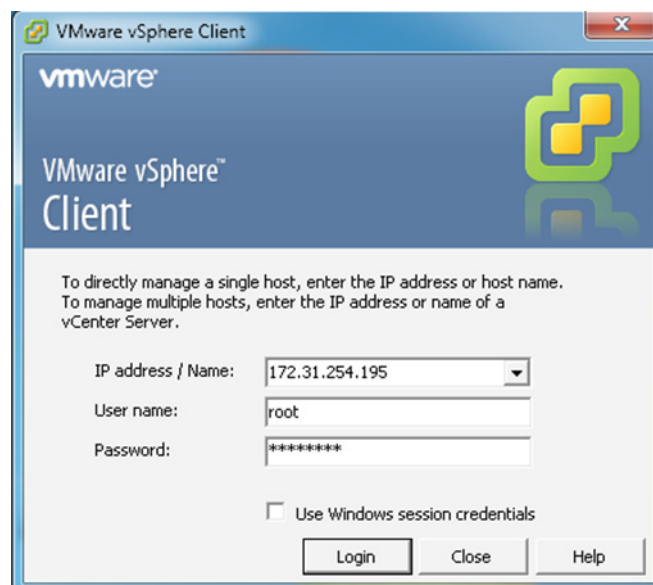 VMware vSphere Client
vmware®
VMware vSphere™
Client
To directly manage a single host, enter the IP address or host name.
To manage multiple hosts, enter the IP address or name of a
vCenter Server.
IP address / Name: 172.31.254.195
User name: root
Password: ********
Use Windows session credentials
Login Close Help